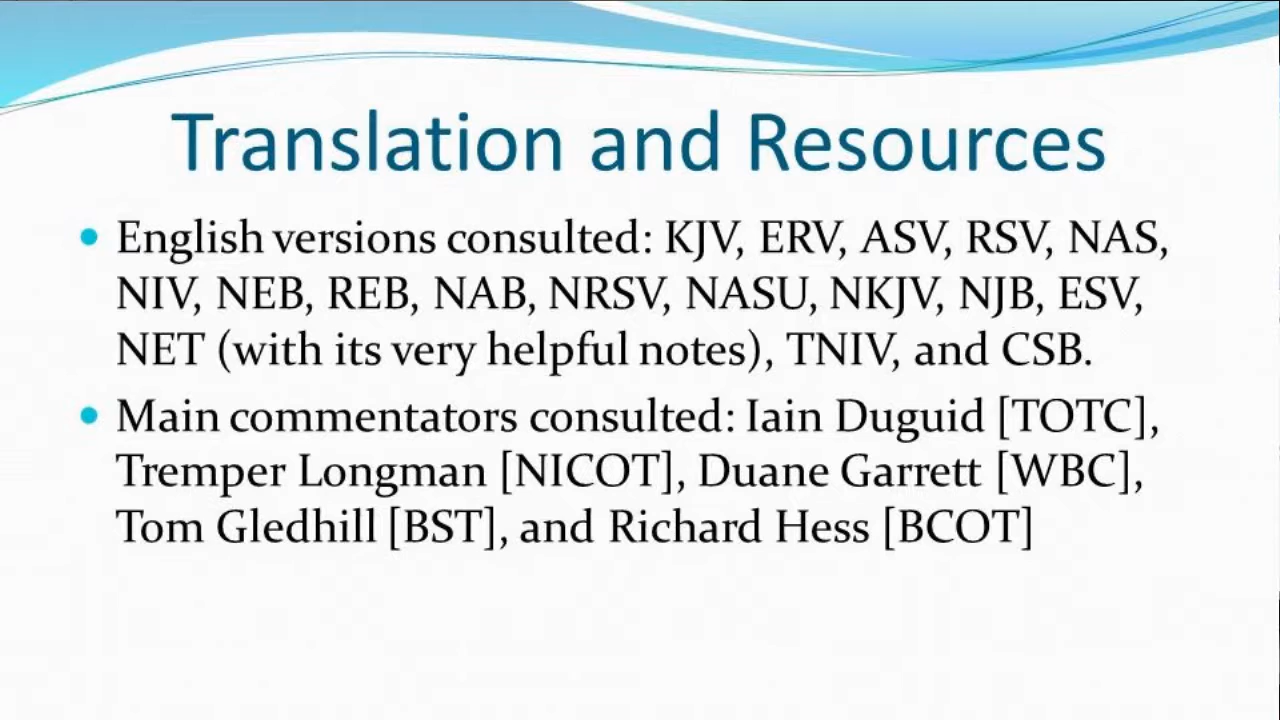 Translation and Resources
English versions consulted: KJV, ERV, ASV, RSV, NAS,
NIV, NEB, REB, NAB, NRSV, NASU, NKJV, NJB, ESV,
NET (with its very helpful notes), TNIV, and CSB.
Main commentators consulted: Iain Duguid [TOTC],
Tremper Longman [NICOT], Duane Garrett [WBC],
Tom Gledhill [BST], and Richard Hess [BCOT]